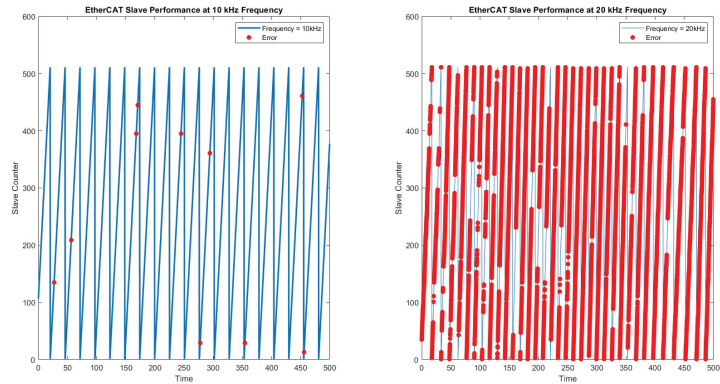 EtherCAT Slave Performance at 10 kHz Frequency
600
500
400
300
200
100
0
Slave Counter
0 50 100 150 200 250 300 350 400 450 500
Time
Frequency = 10kHz
Error
EtherCAT Slave Performance at 20 kHz Frequency
600
500
400
300
200
100
0
Slave Counter
0 50 100 150 200 250 300 350 400 450 500
Time
Frequency = 20kHz
Error